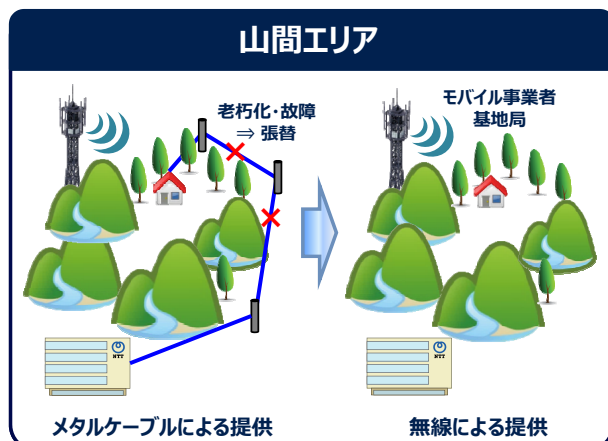 山間エリア
老朽化・故障
⇒ 張替
モバイル事業者
基地局
NTT
NTT
メタルケーブルによる提供
無線による提供